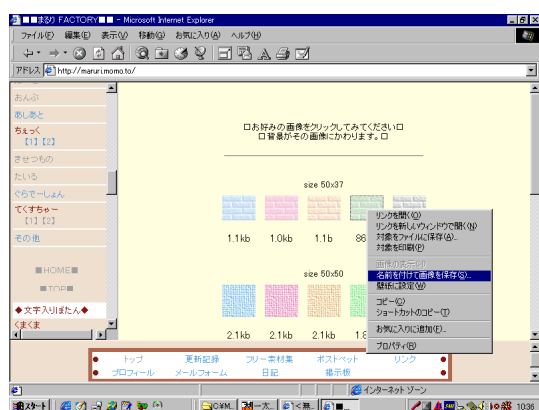 ■■まるり FACTORY■■ - Microsoft Internet Explorer
ファイル(F) 編集(E) 表示(V) 移動(G) お気に入り(A) ヘルプ(H)
アドレス http://maruri.momo.to/
おんぷ
あしあと
ちぇっく
【1】【2】
きせつもの
たいる
ぐらでーしょん
てくすちゃー
【1】【2】
その他
■HOME■
■TOP■
◆文字入りぼたん◆
くまくま
□お好みの画像をクリックしてみてください□
□背景がその画像にかわります。□
size 50x37
1.1kb 1.0kb 1.1b 86
size 50x50
2.1kb 2.1kb 2.1kb 1.8
リンクを開く(O)
リンクを新しいウィンドウで開く(N)
対象をファイルに保存(A)...
対象を印刷(P)
画像の表示(H)
名前を付けて画像を保存(S)...
壁紙に設定(W)
コピー(C)
ショートカットのコピー(T)
お気に入りに追加(F)...
プロパティ(R)
トップ 更新記録 フリー素材集 ポストペット リンク
プロフィール メールフォーム 日記 掲示板
インターネット ゾーン
スタート
10:36